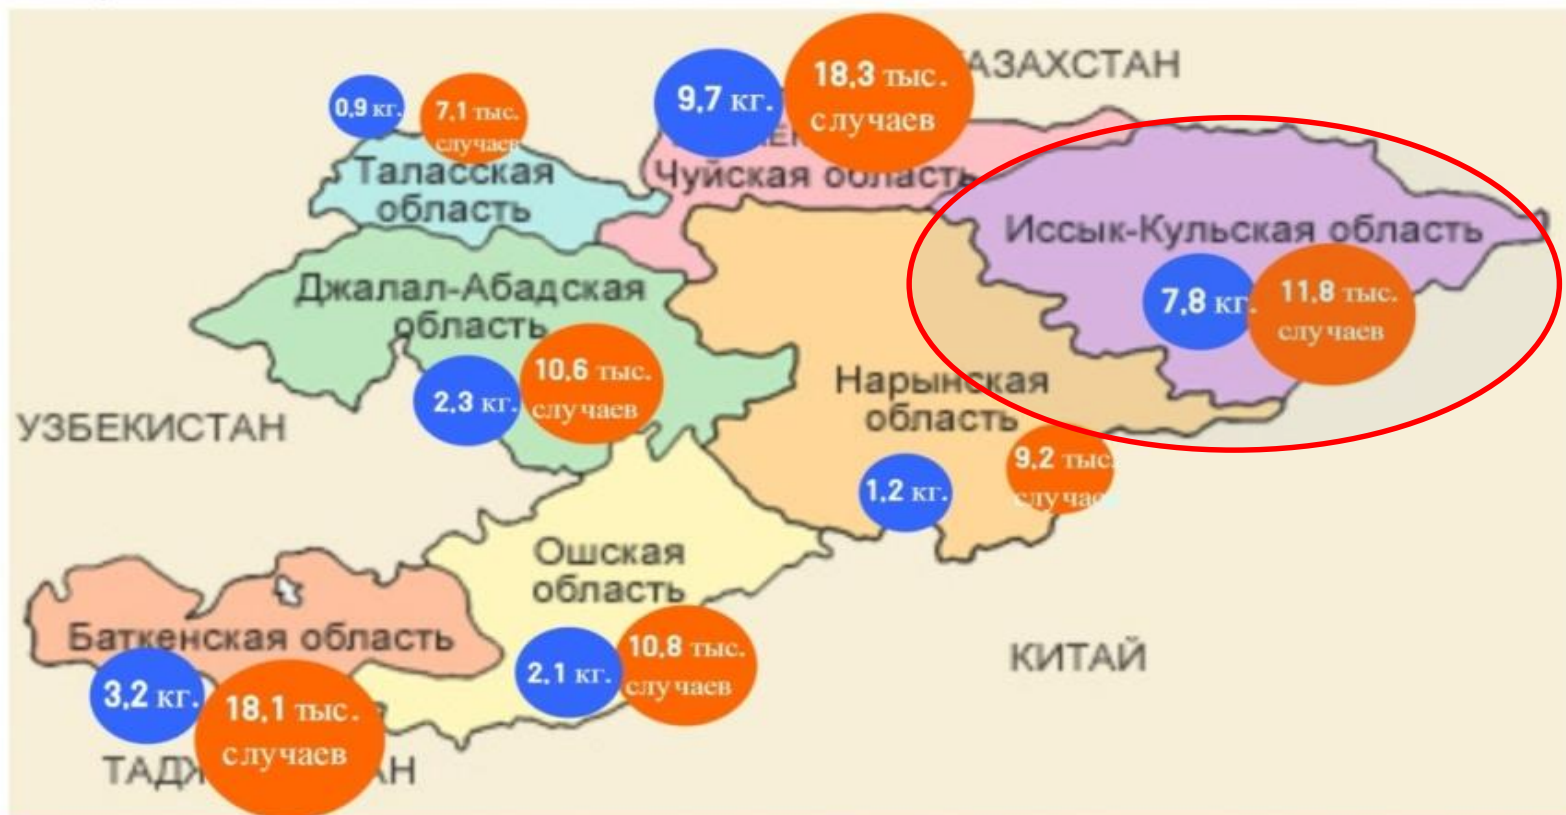 АЗАХСТАН
9,7 кг.
18,3 тыс.
случаев
0,9 кг.
7,1 тыс.
случаев
Таласская
область
Чуйская область
Иссык-Кульская область
7,8 кг.
11,8 тыс.
случаев
Джалал-Абадская
область
2,3 кг.
10,6 тыс.
случаев
Нарынская
область
9,2 тыс.
случае
1,2 кг.
УЗБЕКИСТАН
Ошская
область
2,1 кг.
10,8 тыс.
случаев
Баткенская область
3,2 кг.
18,1 тыс.
случаев
КИТАЙ